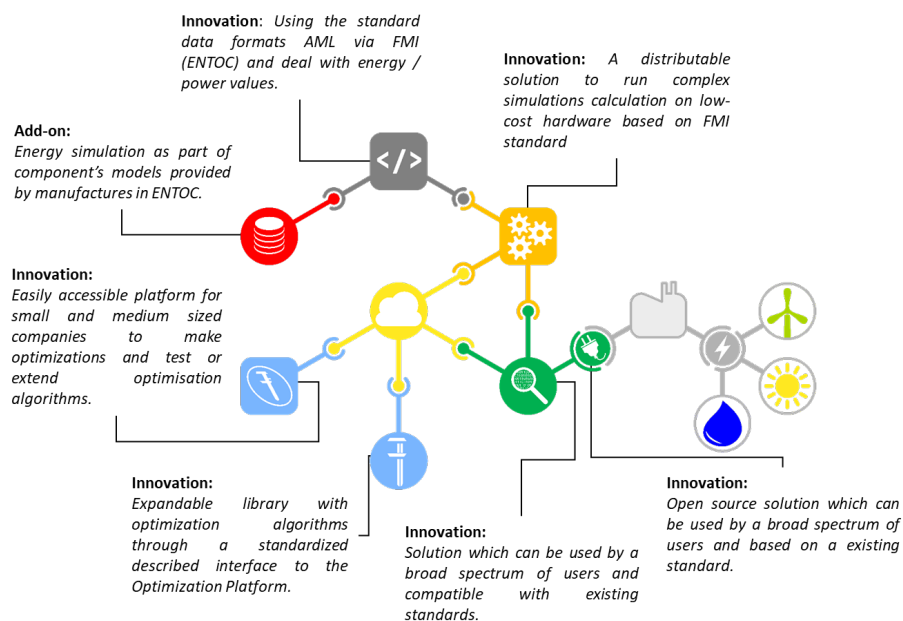 Innovation: Using the standard
data formats AML via FMI
(ENTOC) and deal with energy /
power values.
Innovation: A distributable
solution to run complex
simulations calculation on low-
cost hardware based on FMI
standard
Add-on:
Energy simulation as part of
component's models provided
by manufactures in ENTOC.
</>
Innovation:
Easily accessible platform for
small and medium sized
companies to make
optimizations and test or
extend optimisation
algorithms.
Innovation:
Expandable library with
optimization algorithms
through a standardized
described interface to the
Optimization Platform.
Innovation:
Solution which can be used by a
broad spectrum of users and
compatible with existing
standards.
Innovation:
Open source solution which can
be used by a broad spectrum of
users and based on a existing
standard.